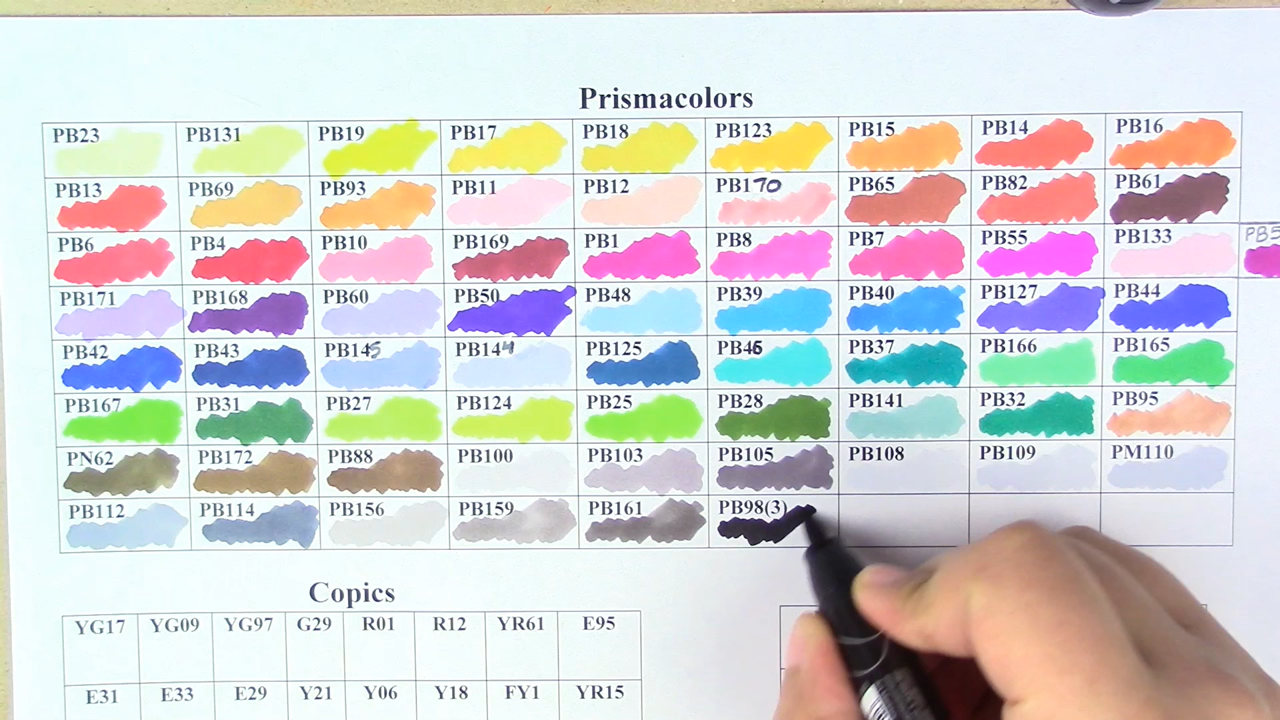 Prismacolors
PB23 PB131 PB19 PB17 PB18 PB123 PB15 PB14 PB16
PB13 PB69 PB93 PB11 PB12 PB170 PB65 PB82 PB61
PB6 PB4 PB10 PB169 PB1 PB8 PB7 PB55 PB133 PB5
PB171 PB168 PB60 PB50 PB48 PB39 PB40 PB127 PB44
PB42 PB43 PB145 PB144 PB125 PB46 PB37 PB166 PB165
PB167 PB31 PB27 PB124 PB25 PB28 PB141 PB32 PB95
PN62 PB172 PB88 PB100 PB103 PB105 PB108 PB109 PM110
PB112 PB114 PB156 PB159 PB161 PB98(3)
Copics
YG17 YG09 YG97 G29 R01 R12 YR61 E95
E31 E33 E29 Y21 Y06 Y18 FY1 YR15